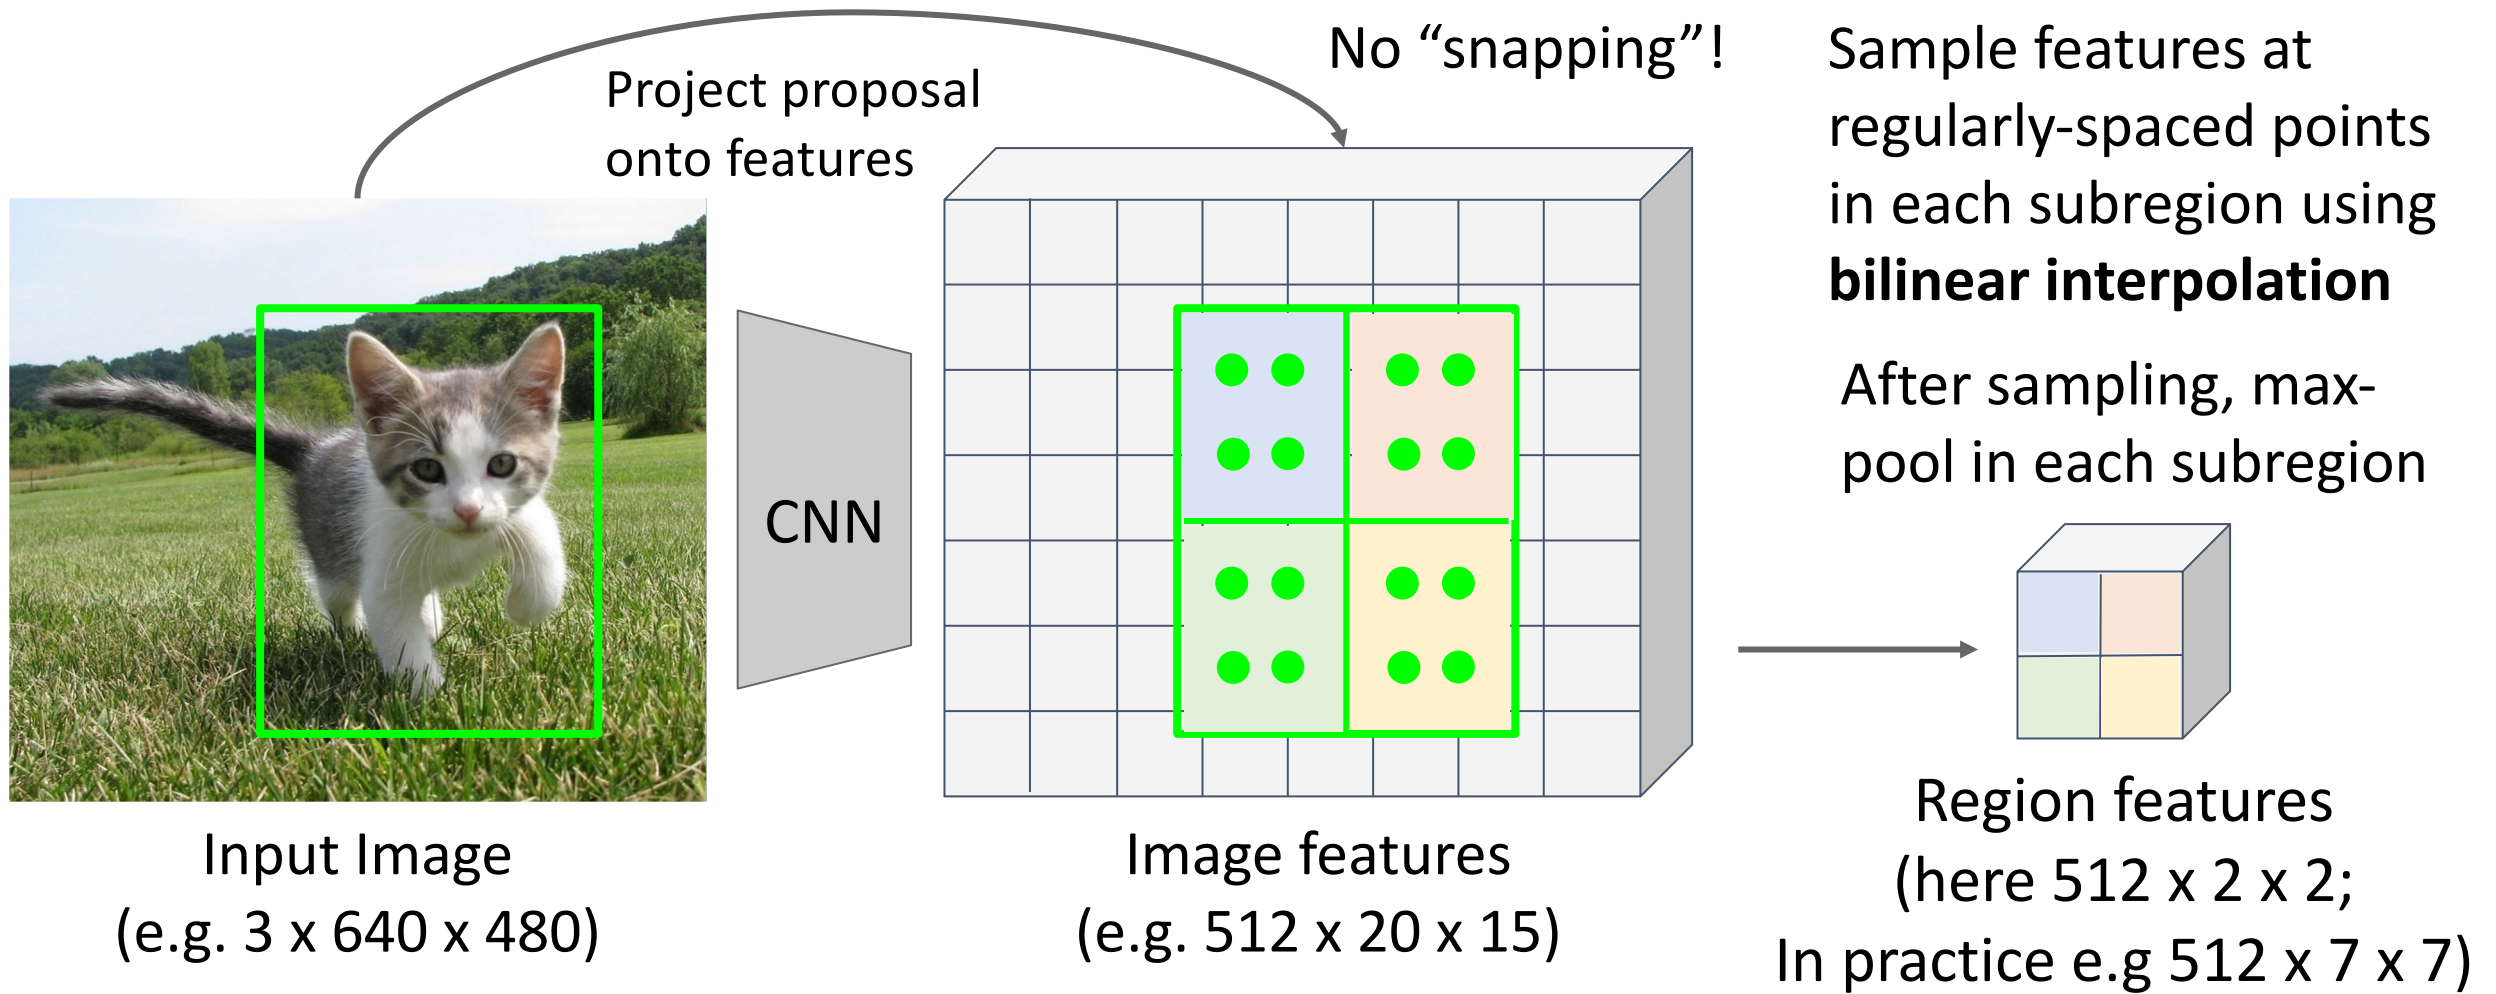 Project proposal
onto features
No “snapping”!
Sample features at
regularly-spaced points
in each subregion using
bilinear interpolation
After sampling, max-
pool in each subregion
CNN
Input Image
(e.g. 3 x 640 x 480)
Image features
(e.g. 512 x 20 x 15)
Region features
(here 512 x 2 x 2;
In practice e.g 512 x 7 x 7)